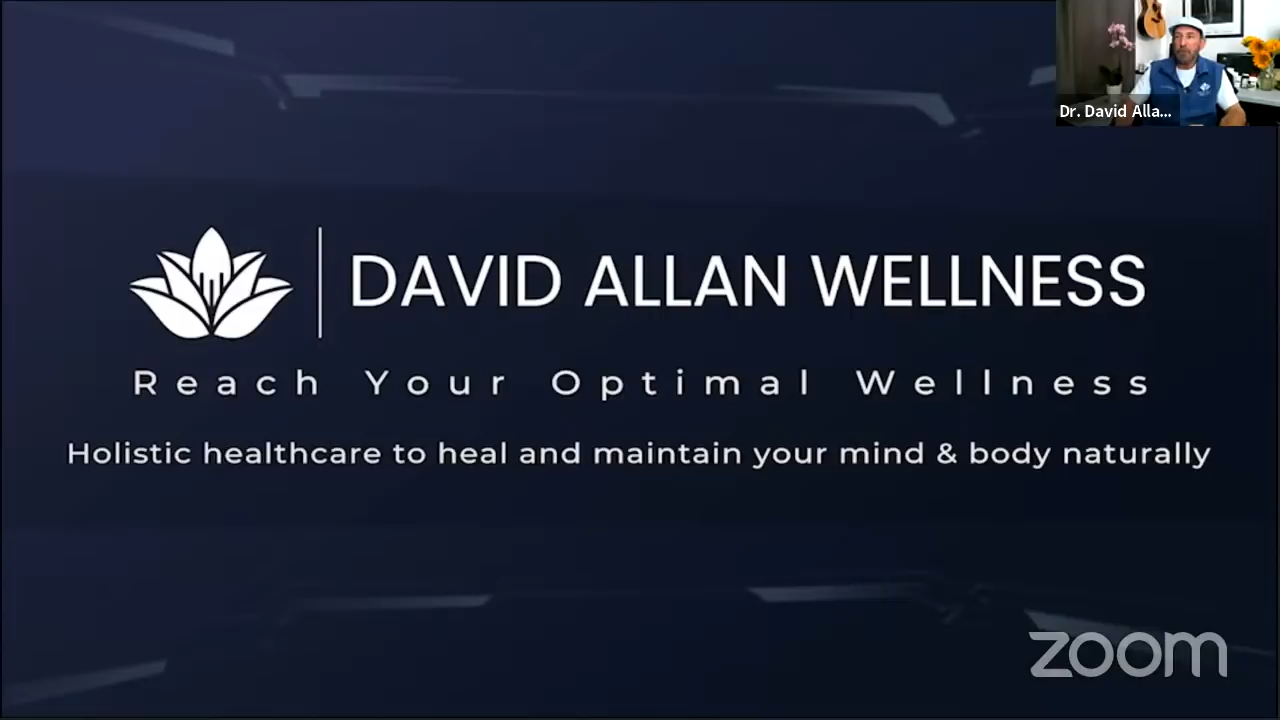 Dr. David Alla...
DAVID ALLAN WELLNESS
Reach Your Optimal Wellness
Holistic healthcare to heal and maintain your mind & body naturally
zoom